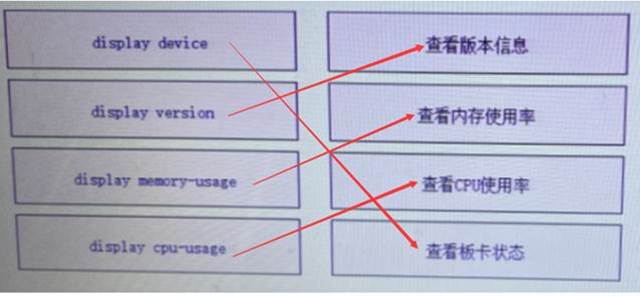 display device
查看版本信息
display version
查看内存使用率
display memory-usage
查看CPU使用率
display cpu-usage
查看板卡状态